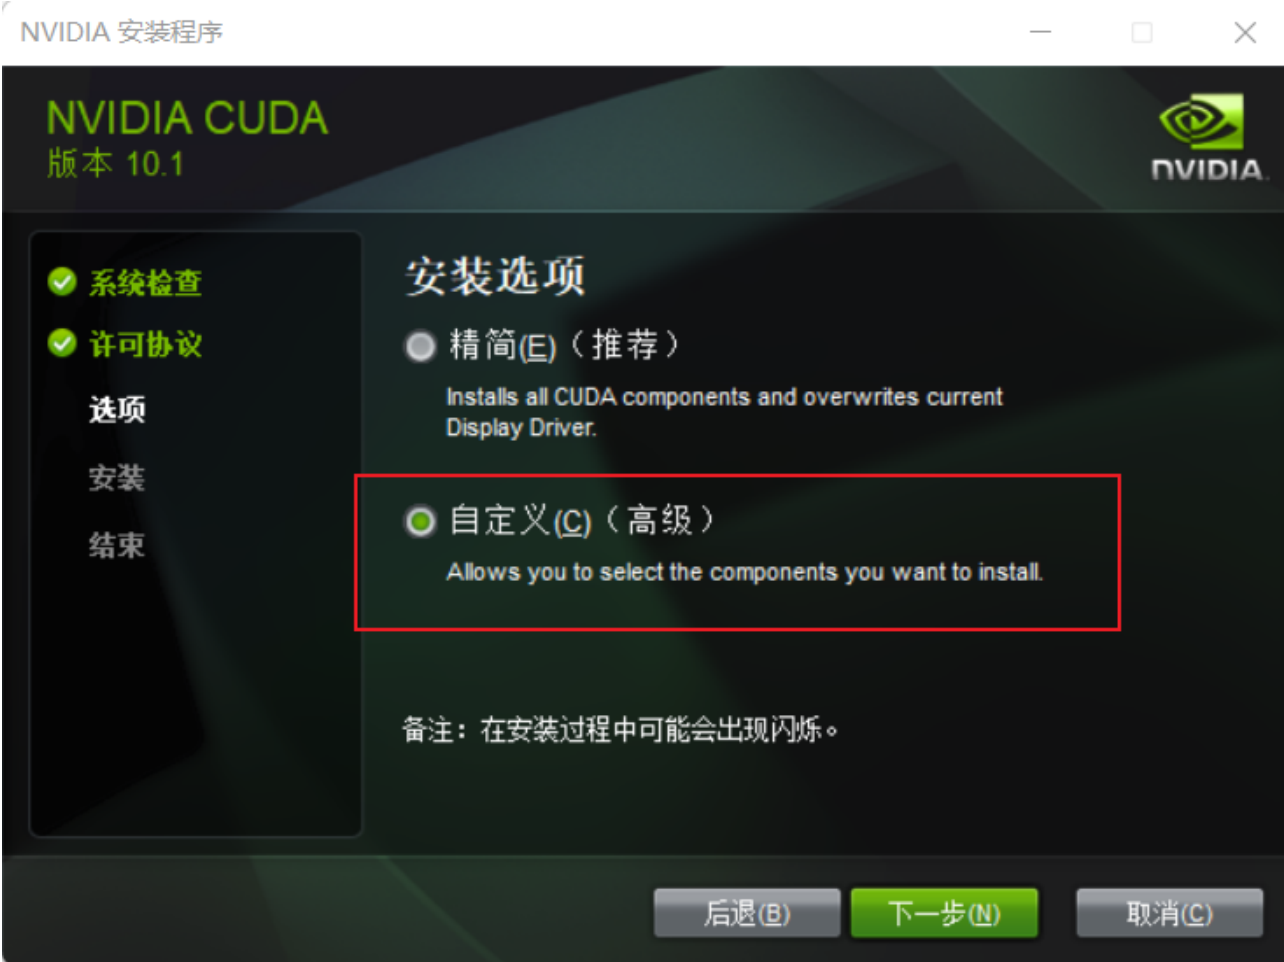 NVIDIA 安装程序
NVIDIA CUDA
版本 10.1
NVIDIA.
系统检查
许可协议
选项
安装
结束
安装选项
精简(E)（推荐）
Installs all CUDA components and overwrites current
Display Driver.
自定义(C)（高级）
Allows you to select the components you want to install.
备注：在安装过程中可能会出现闪烁。
后退(B)
下一步(N)
取消(C)